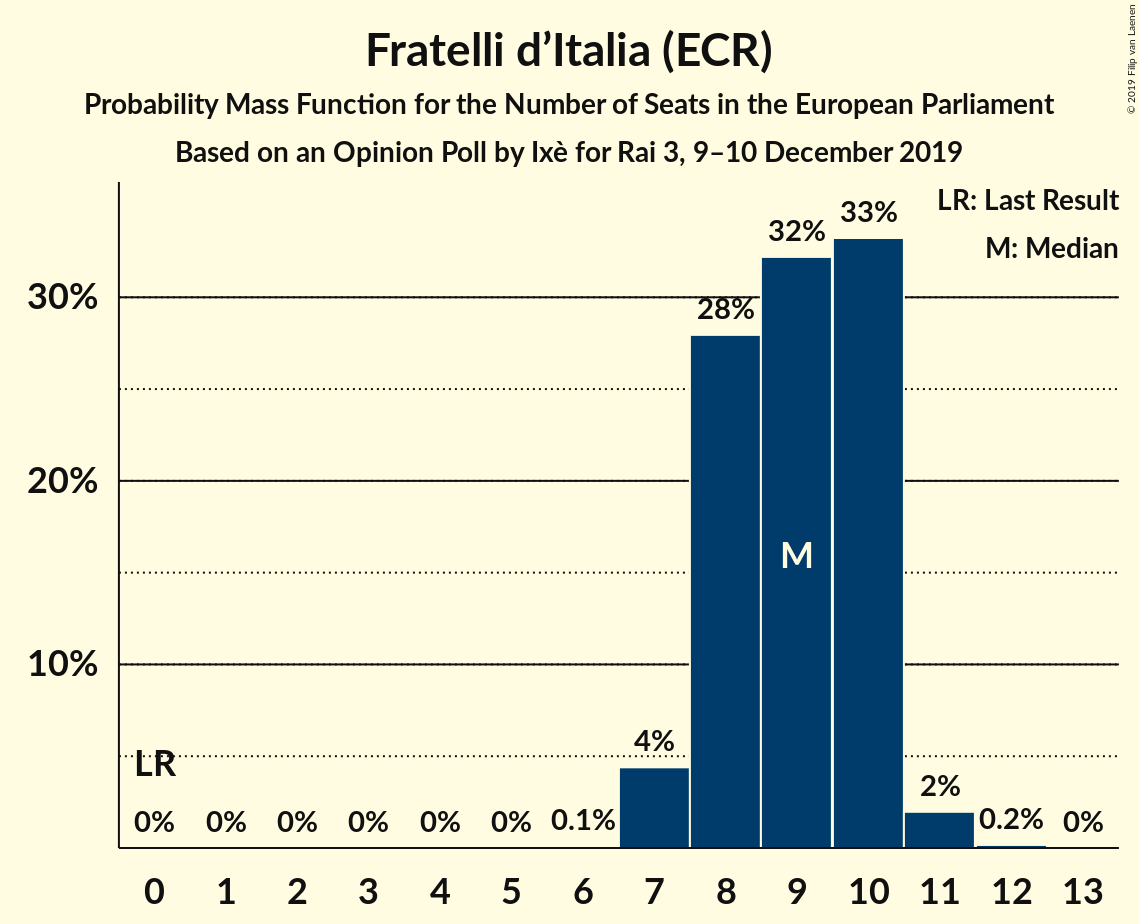 Fratelli d’Italia (ECR)
Probability Mass Function for the Number of Seats in the European Parliament
Based on an Opinion Poll by Ixè for Rai 3, 9–10 December 2019
© 2019 Filip van Laenen
LR: Last Result
M: Median
30%
20%
10%
LR
0%
0%
0%
0%
0%
0%
0.1%
4%
28%
32%
33%
2%
0.2%
0%
M
0 1 2 3 4 5 6 7 8 9 10 11 12 13